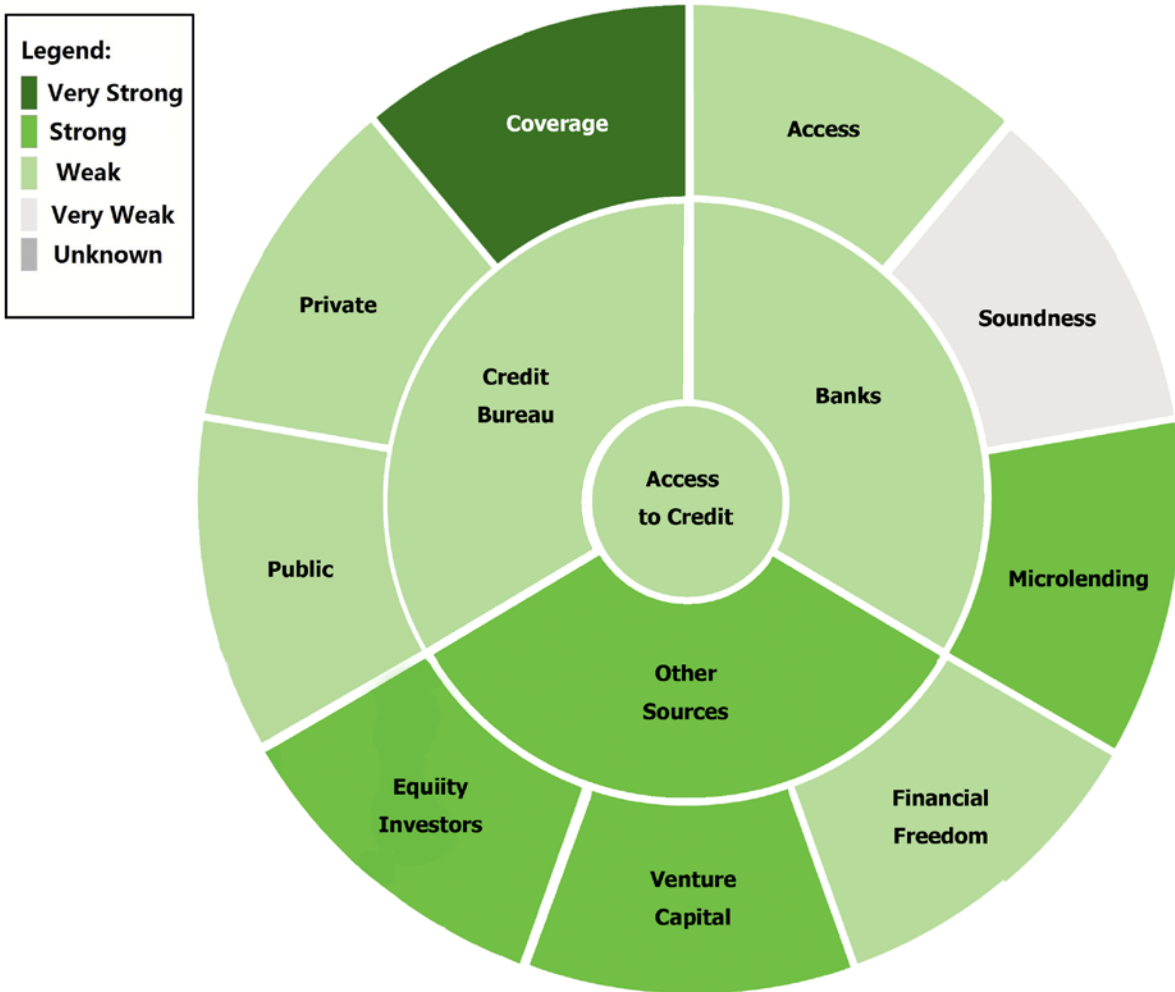 Legend:
Very Strong
Strong
Weak
Very Weak
Unknown
Coverage
Access
Private
Soundness
Credit
Bureau
Banks
Access
to Credit
Public
Microlending
Other
Sources
Equiity
Investors
Financial
Freedom
Venture
Capital